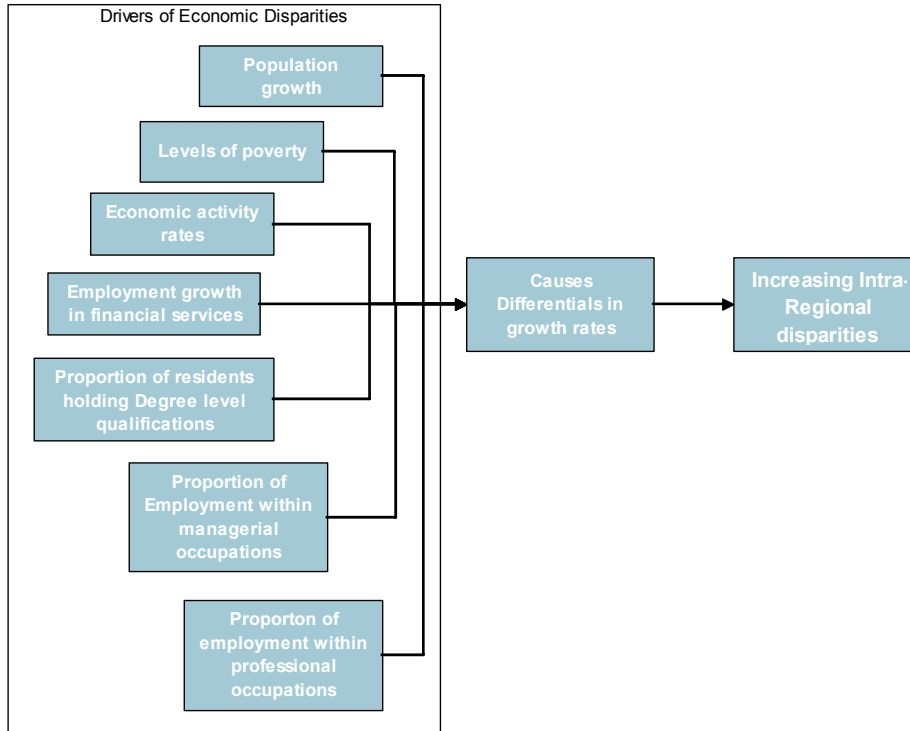 Drivers of Economic Disparities
Population
growth
Levels of poverty
Economic activity
rates
Employment growth
in financial services
Proportion of residents
holding Degree level
qualifications
Proportion of
Employment within
managerial
occupations
Proporton of
employment within
professional
occupations
Causes
Differentials in
growth rates
Increasing Intra-
Regional
disparities